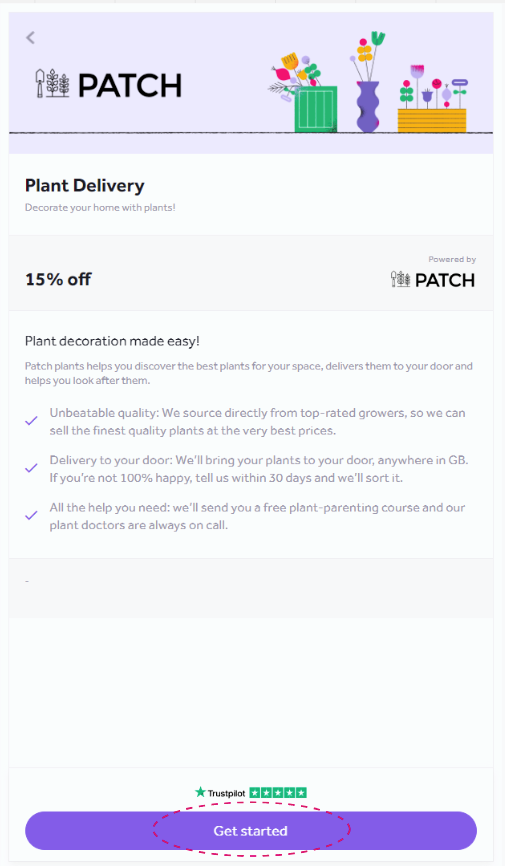 PATCH
Plant Delivery
Decorate your home with plants!
Powered by
15% off
PATCH
Plant decoration made easy!
Patch plants helps you discover the best plants for your space, delivers them to your door and
helps you look after them.
Unbeatable quality: We source directly from top-rated growers, so we can
sell the finest quality plants at the very best prices.
Delivery to your door: We'll bring your plants to your door, anywhere in GB.
If you're not 100% happy, tell us within 30 days and we'll sort it.
All the help you need: we'll send you a free plant-parenting course and our
plant doctors are always on call.
-
Trustpilot
Get started